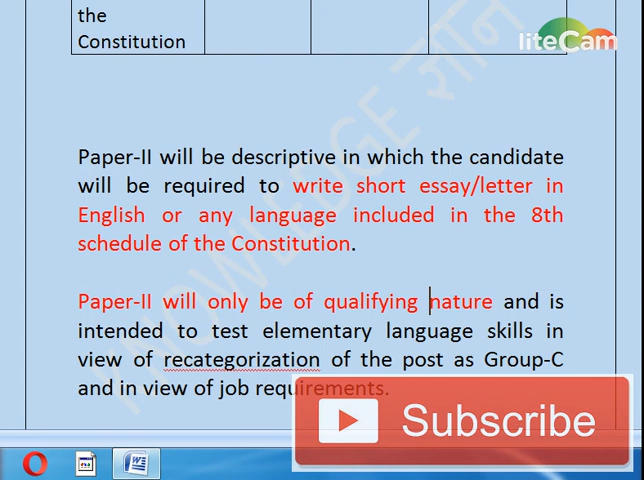 the
Constitution
liteCam
KNOWLEDGE ज्ञान
Paper-II will be descriptive in which the candidate
will be required to write short essay/letter in
English or any language included in the 8th
schedule of the Constitution.
Paper-II will only be of qualifying nature and is
intended to test elementary language skills in
view of recategorization of the post as Group-C
and in view of job requirements.
Subscribe